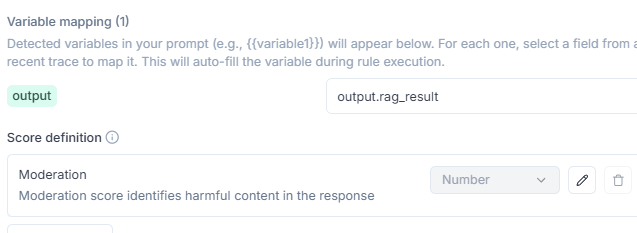 Variable mapping (1)
Detected variables in your prompt (e.g., {{variable1}}) will appear below. For each one, select a field from a
recent trace to map it. This will auto-fill the variable during rule execution.
output
output.rag_result
Score definition
Moderation
Number
Moderation score identifies harmful content in the response